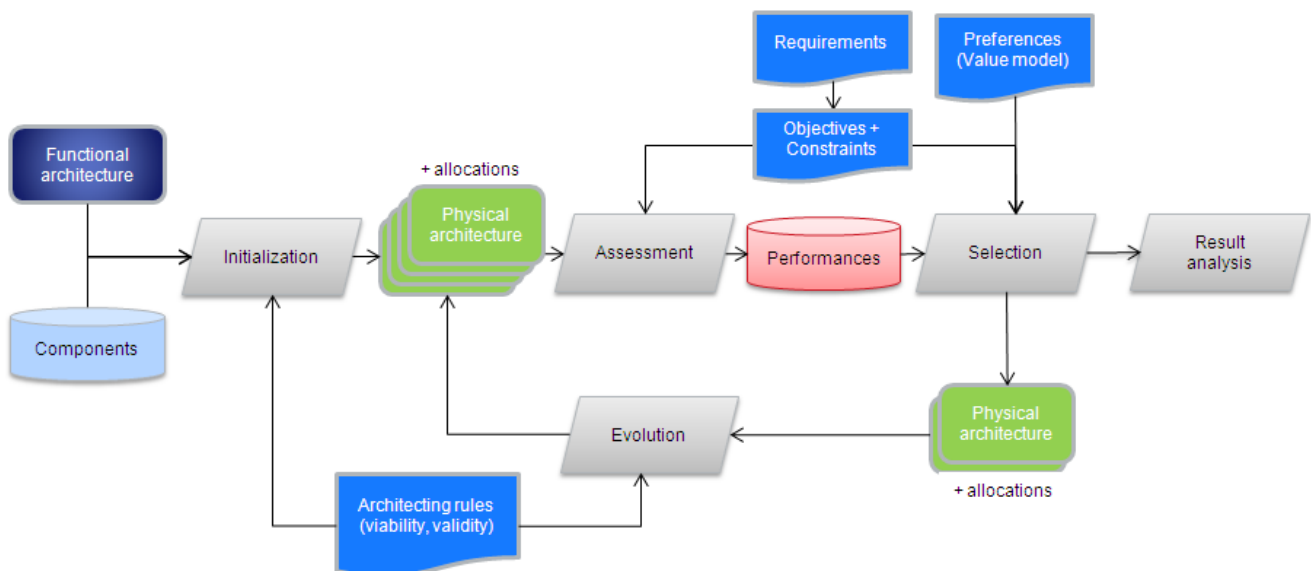 Requirements
Preferences
(Value model)
Objectives +
Constraints
Functional
architecture
+ allocations
Physical
architecture
Initialization
Assessment
Performances
Selection
Result
analysis
Components
Evolution
Physical
architecture
+ allocations
Architecting rules
(viability, validity)